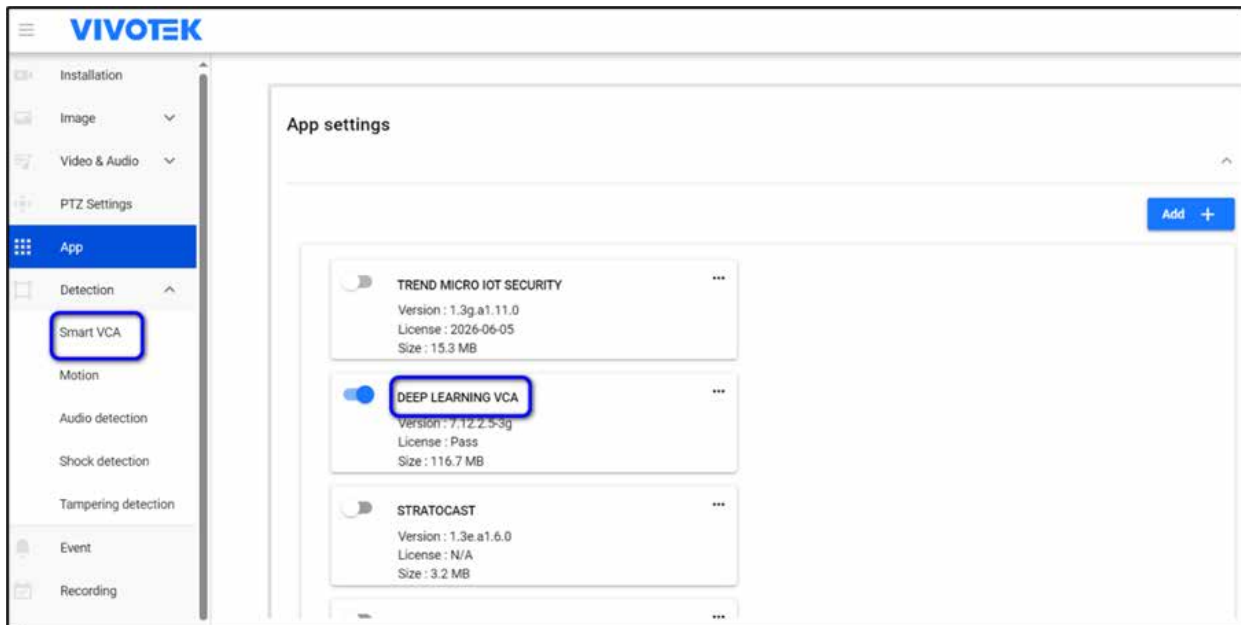 VIVOTEK
Installation
Image
Video & Audio
PTZ Settings
App
Detection
Smart VCA
Motion
Audio detection
Shock detection
Tampering detection
Event
Recording
App settings
Add +
TREND MICRO IOT SECURITY
Version : 1.3g.a1.11.0
License : 2026-06-05
Size : 15.3 MB
DEEP LEARNING VCA
Version : 7.12.2.5-3g
License : Pass
Size : 116.7 MB
STRATOCAST
Version : 1.3e.a1.6.0
License : N/A
Size : 3.2 MB